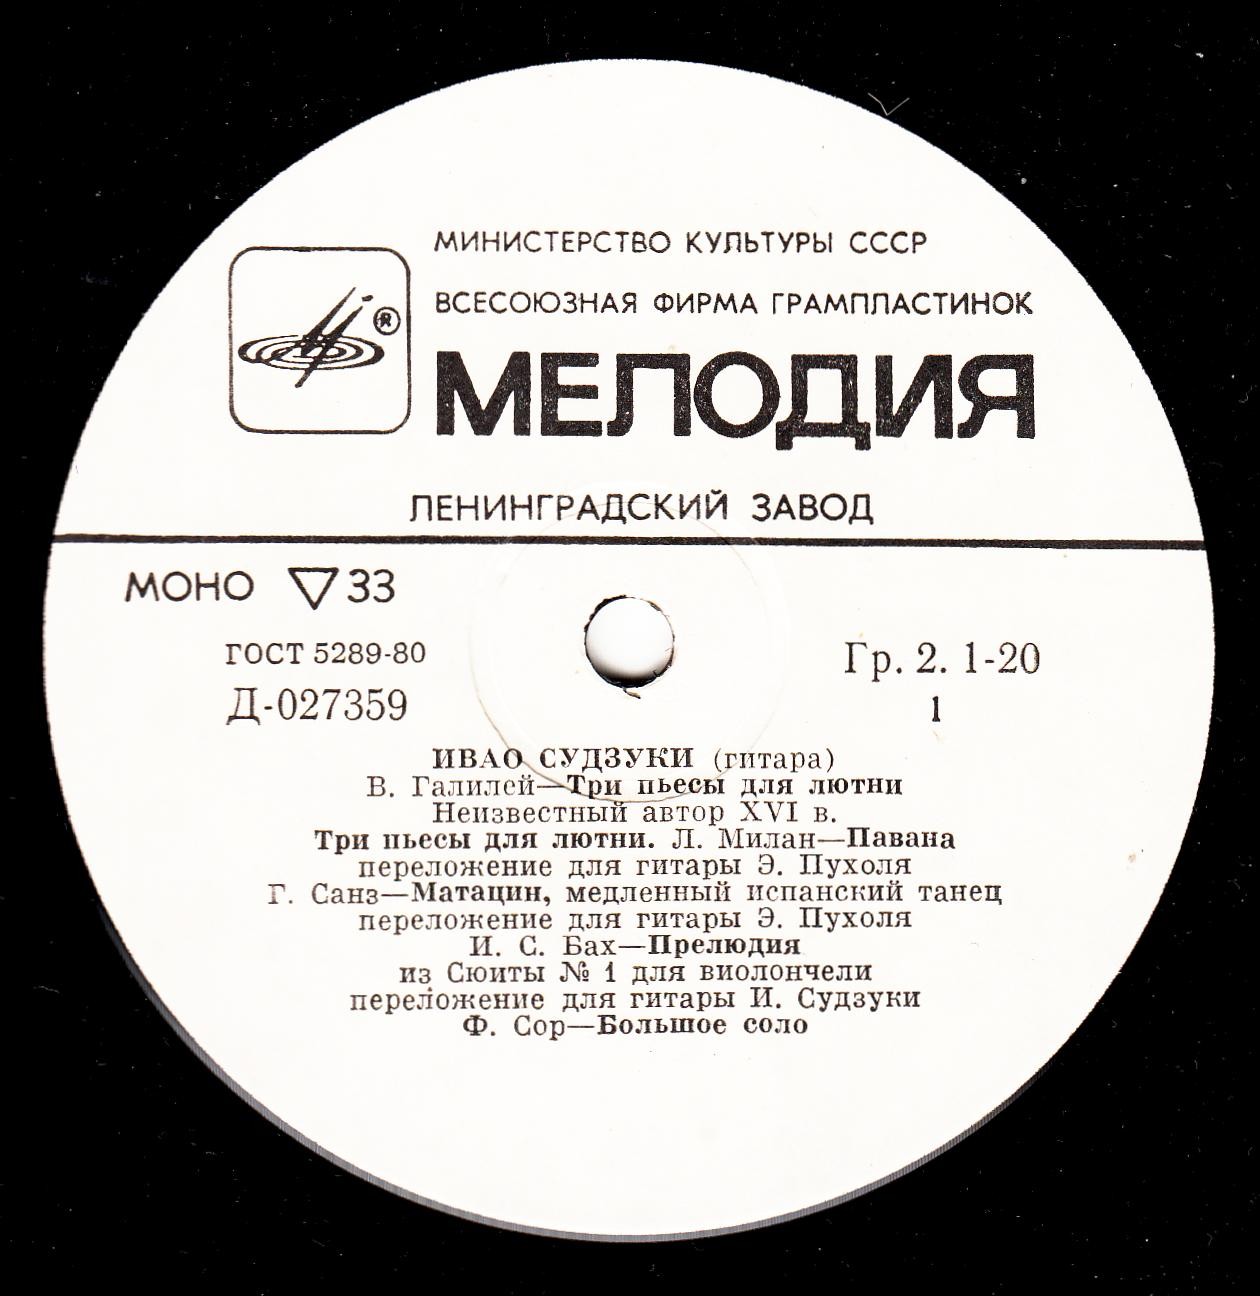 МИНИСТЕРСТВО КУЛЬТУРЫ СССР
ВСЕСОЮЗНАЯ ФИРМА ГРАМПЛАСТИНОК
®
МЕЛОДИЯ
ЛЕНИНГРАДСКИЙ ЗАВОД
МОНО ▽ 33
ГОСТ 5289-80
Гр. 2. 1-20
Д-027359
1
ИВАО СУДЗУКИ (гитара)
В. Галилей—Три пьесы для лютни
Неизвестный автор XVI в.
Три пьесы для лютни. Л. Милан—Павана
переложение для гитары Э. Пухоля
Г. Санз—Матацин, медленный испанский танец
переложение для гитары Э. Пухоля
И. С. Бах—Прелюдия
из Сюиты № 1 для виолончели
переложение для гитары И. Судзуки
Ф. Сор—Большое соло